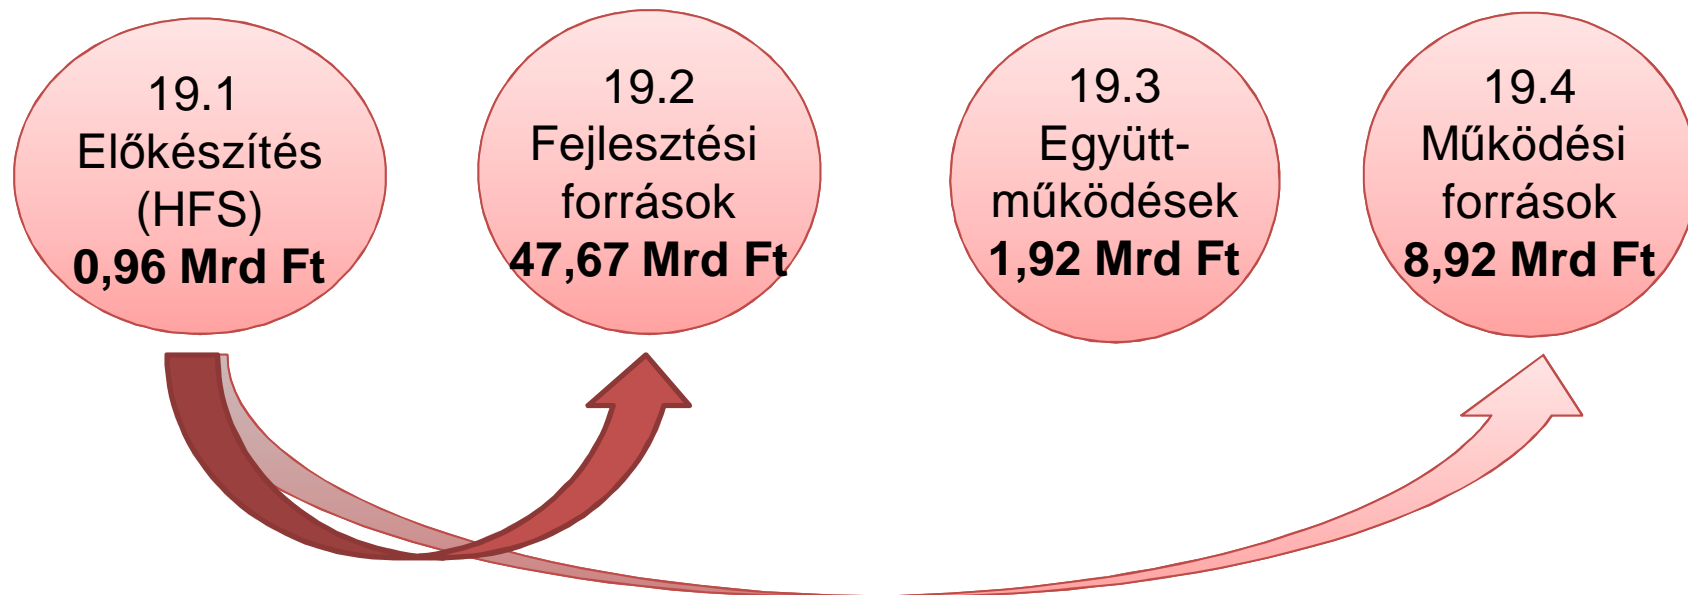 19.1
Előkészítés
(HFS)
0,96 Mrd Ft
19.2
Fejlesztési
források
47,67 Mrd Ft
19.3
Együtt-
működések
1,92 Mrd Ft
19.4
Működési
források
8,92 Mrd Ft